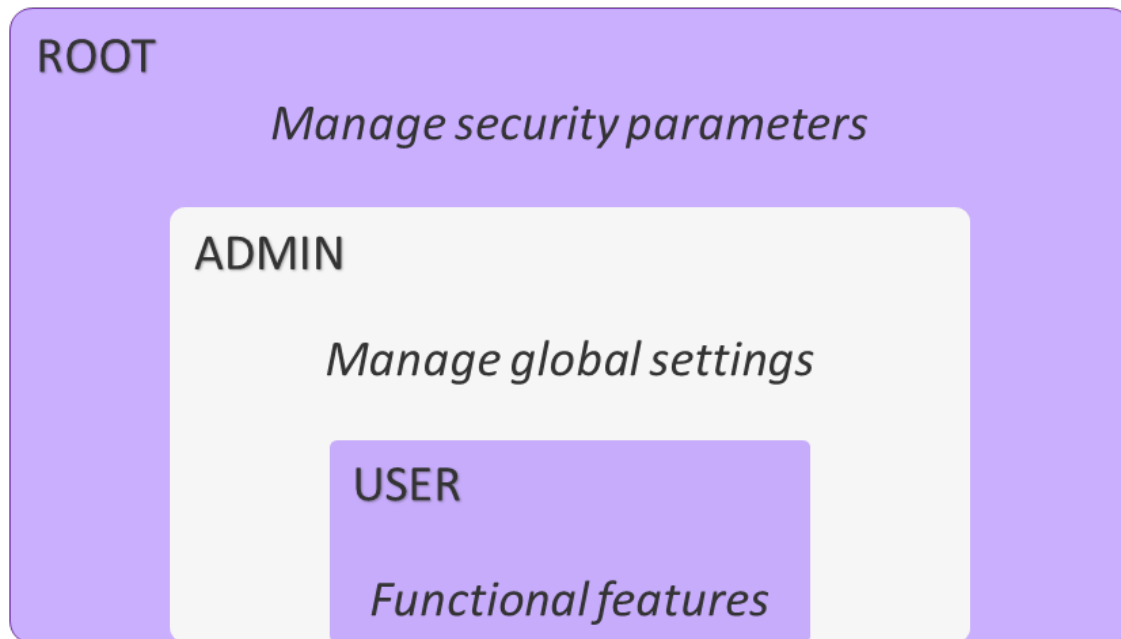 ROOT
Manage security parameters
ADMIN
Manage global settings
USER
Functional features